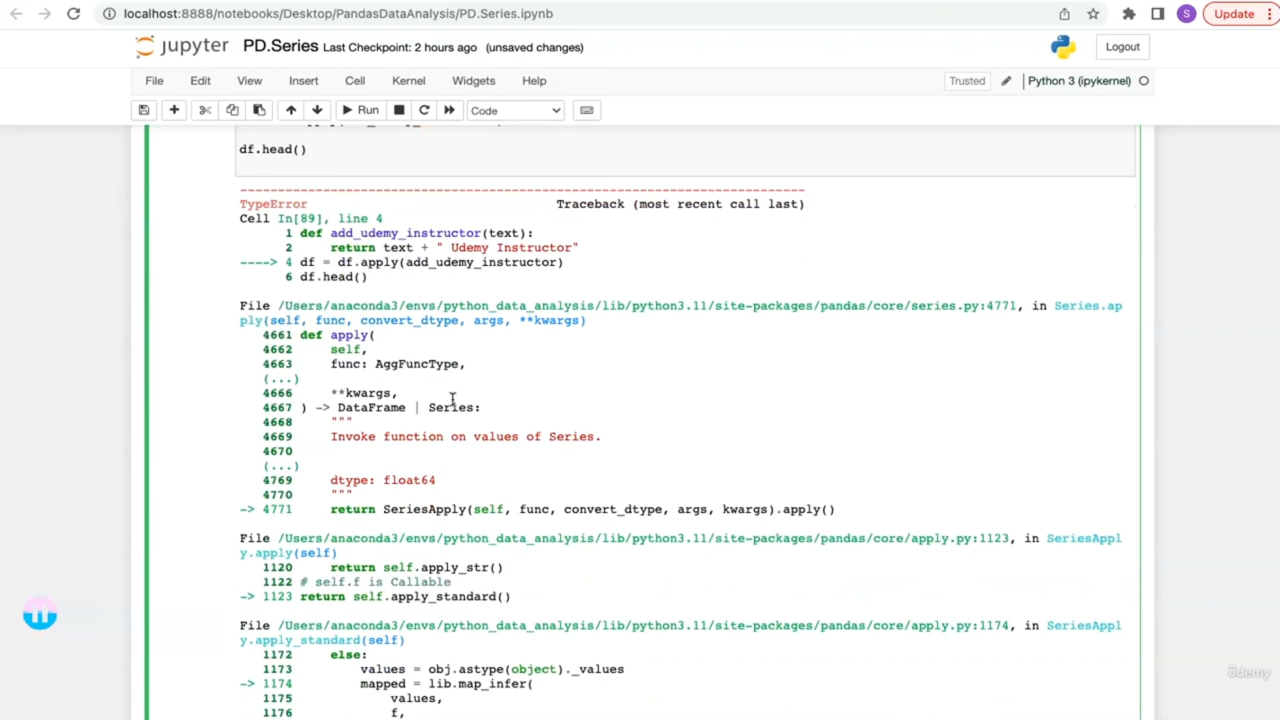 localhost:8888/notebooks/Desktop/PandasDataAnalysis/PD.Series.ipynb
S
Update
jupyter PD.Series Last Checkpoint: 2 hours ago (unsaved changes)
Logout
File Edit View Insert Cell Kernel Widgets Help
Trusted Python 3 (ipykernel)
Run Code
df.head()
---------------------------------------------------------------------------
TypeError Traceback (most recent call last)
Cell In[89], line 4
1 def add_udemy_instructor(text):
2 return text + " Udemy Instructor"
----> 4 df = df.apply(add_udemy_instructor)
6 df.head()
File /Users/anaconda3/envs/python_data_analysis/lib/python3.11/site-packages/pandas/core/series.py:4771, in Series.ap
ply(self, func, convert_dtype, args, **kwargs)
4661 def apply(
4662 self,
4663 func: AggFuncType,
(...)
4666 **kwargs,
4667 ) -> DataFrame | Series:
4668 """
4669 Invoke function on values of Series.
4670
(...)
4769 dtype: float64
4770 """
-> 4771 return SeriesApply(self, func, convert_dtype, args, kwargs).apply()
File /Users/anaconda3/envs/python_data_analysis/lib/python3.11/site-packages/pandas/core/apply.py:1123, in SeriesAppl
y.apply(self)
1120 return self.apply_str()
1122 # self.f is Callable
-> 1123 return self.apply_standard()
File /Users/anaconda3/envs/python_data_analysis/lib/python3.11/site-packages/pandas/core/apply.py:1174, in SeriesAppl
y.apply_standard(self)
1172 else:
1173 values = obj.astype(object)._values
-> 1174 mapped = lib.map_infer(
1175 values,
1176 f,
ûdemy